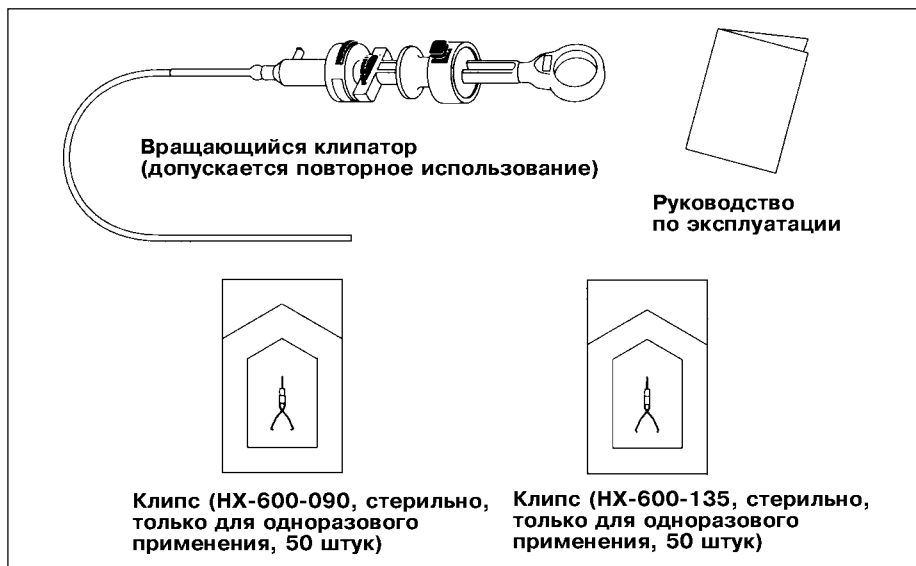 Вращающийся клипатор
(допускается повторное использование)
Руководство
по эксплуатации
Клипс (HX-600-090, стерильно,
только для одноразового
применения, 50 штук)
Клипс (HX-600-135, стерильно,
только для одноразового
применения, 50 штук)